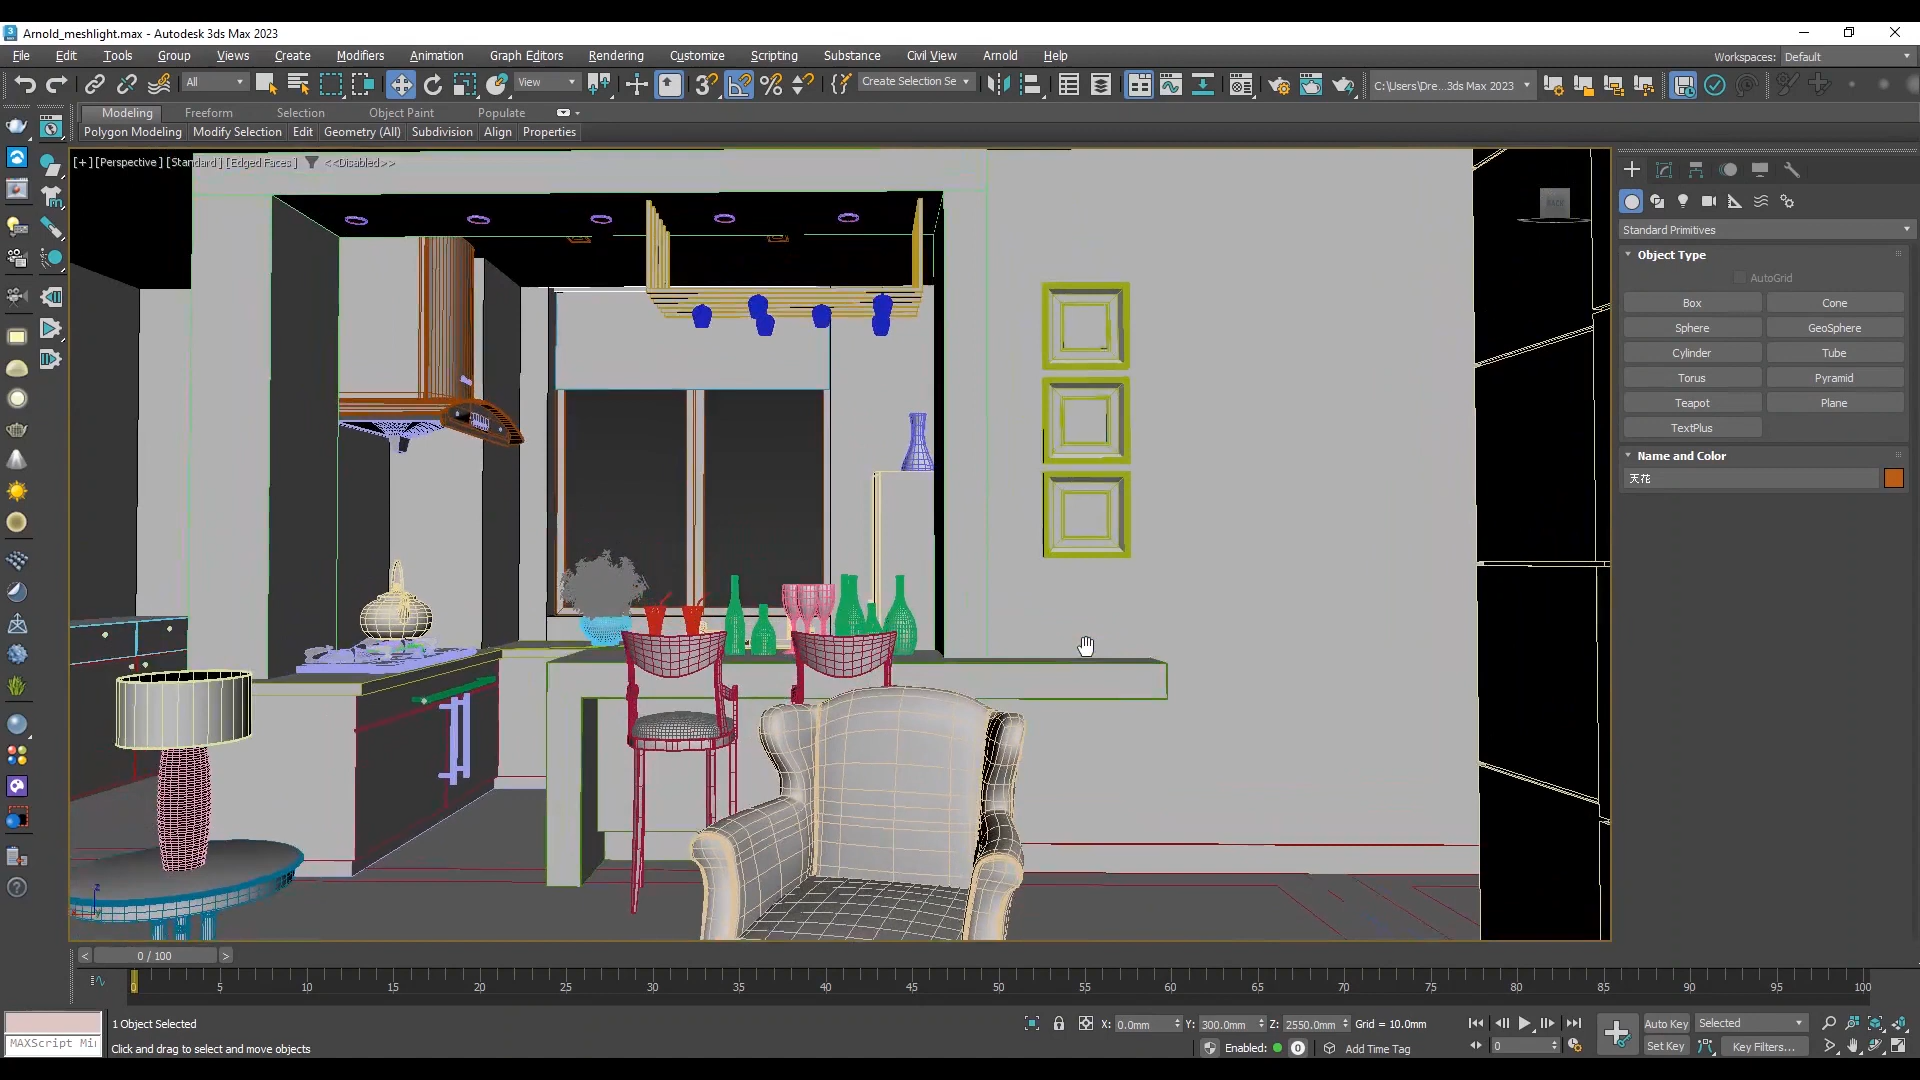 Arnold_meshlight.max - Autodesk 3ds Max 2023
File Edit Tools Group Views Create Modifiers Animation Graph Editors Rendering Customize Scripting Substance Civil View Arnold Help
Workspaces: Default
All
View
Create Selection Se
C:\Users\Dre...3ds Max 2023
Modeling Freeform Selection Object Paint Populate
Polygon Modeling Modify Selection Edit Geometry (All) Subdivision Align Properties
[+] [Perspective ] [Standard ] [Edged Faces ] <<Disabled>>
BACK
Standard Primitives
Object Type
AutoGrid
Box Cone
Sphere GeoSphere
Cylinder Tube
Torus Pyramid
Teapot Plane
TextPlus
Name and Color
天花
< 0 / 100 >
0 5 10 15 20 25 30 35 40 45 50 55 60 65 70 75 80 85 90 95 100
1 Object Selected
X: 0.0mm Y: 300.0mm Z: 2550.0mm Grid = 10.0mm
Auto Key Selected
MAXScript Mi
Click and drag to select and move objects
Enabled: 0 Add Time Tag
0
Set Key Key Filters...